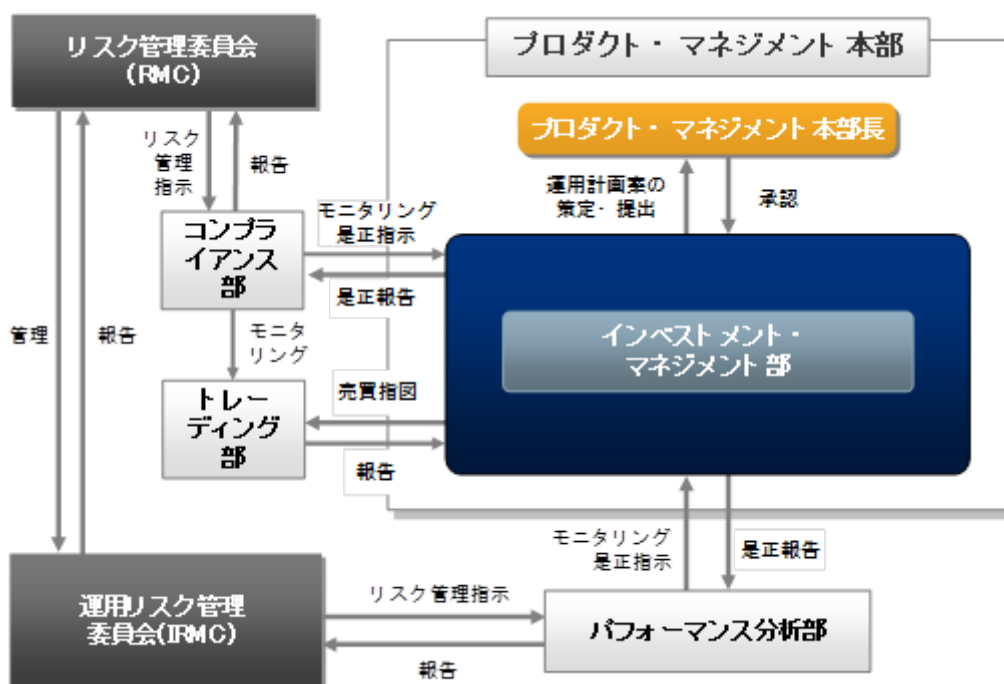 リスク管理委員会
(RMC)
プロダクト・ マネジメント 本部
プロダクト・ マネジメント 本部長
リスク
管理
指示
報告
運用計画案の
策定・提出
承認
コンプラ
イアンス
部
モニタリング
是正指示
是正報告
インベスト メント・
マネジメント 部
管理
報告
モニタ
リング
トレー
ディング
部
売買指図
報告
モニタリング
是正指示
是正報告
運用リスク管理
委員会(IRMC)
リスク管理指示
報告
パフォーマンス分析部